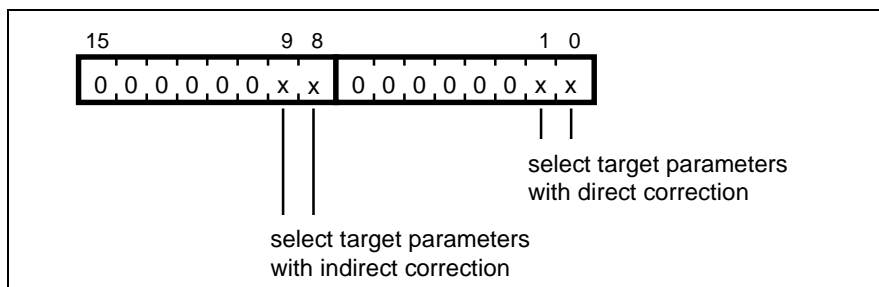 15 9 8 1 0
0 0 0 0 0 0 x x 0 0 0 0 0 0 x x
select target parameters
with direct correction
select target parameters
with indirect correction